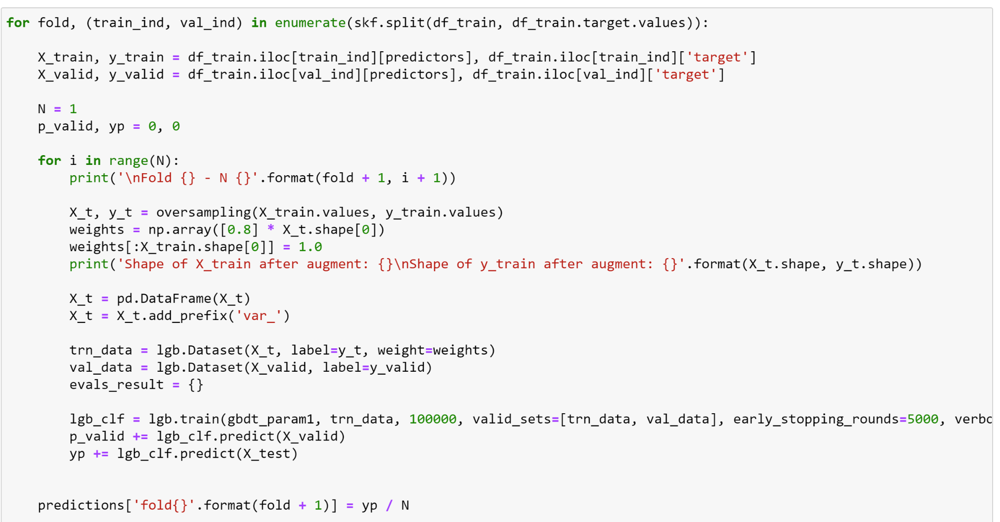 for fold, (train_ind, val_ind) in enumerate(skf.split(df_train, df_train.target.values)):
X_train, y_train = df_train.iloc[train_ind][predictors], df_train.iloc[train_ind]['target']
X_valid, y_valid = df_train.iloc[val_ind][predictors], df_train.iloc[val_ind]['target']
N = 1
p_valid, yp = 0, 0
for i in range(N):
print('\nFold {} - N {}'.format(fold + 1, i + 1))
X_t, y_t = oversampling(X_train.values, y_train.values)
weights = np.array([0.8] * X_t.shape[0])
weights[:X_train.shape[0]] = 1.0
print('Shape of X_train after augment: {}\nShape of y_train after augment: {}'.format(X_t.shape, y_t.shape))
X_t = pd.DataFrame(X_t)
X_t = X_t.add_prefix('var_')
trn_data = lgb.Dataset(X_t, label=y_t, weight=weights)
val_data = lgb.Dataset(X_valid, label=y_valid)
evals_result = {}
lgb_clf = lgb.train(gbdt_param1, trn_data, 100000, valid_sets=[trn_data, val_data], early_stopping_rounds=5000, verbo
p_valid += lgb_clf.predict(X_valid)
yp += lgb_clf.predict(X_test)
predictions['fold{}'.format(fold + 1)] = yp / N